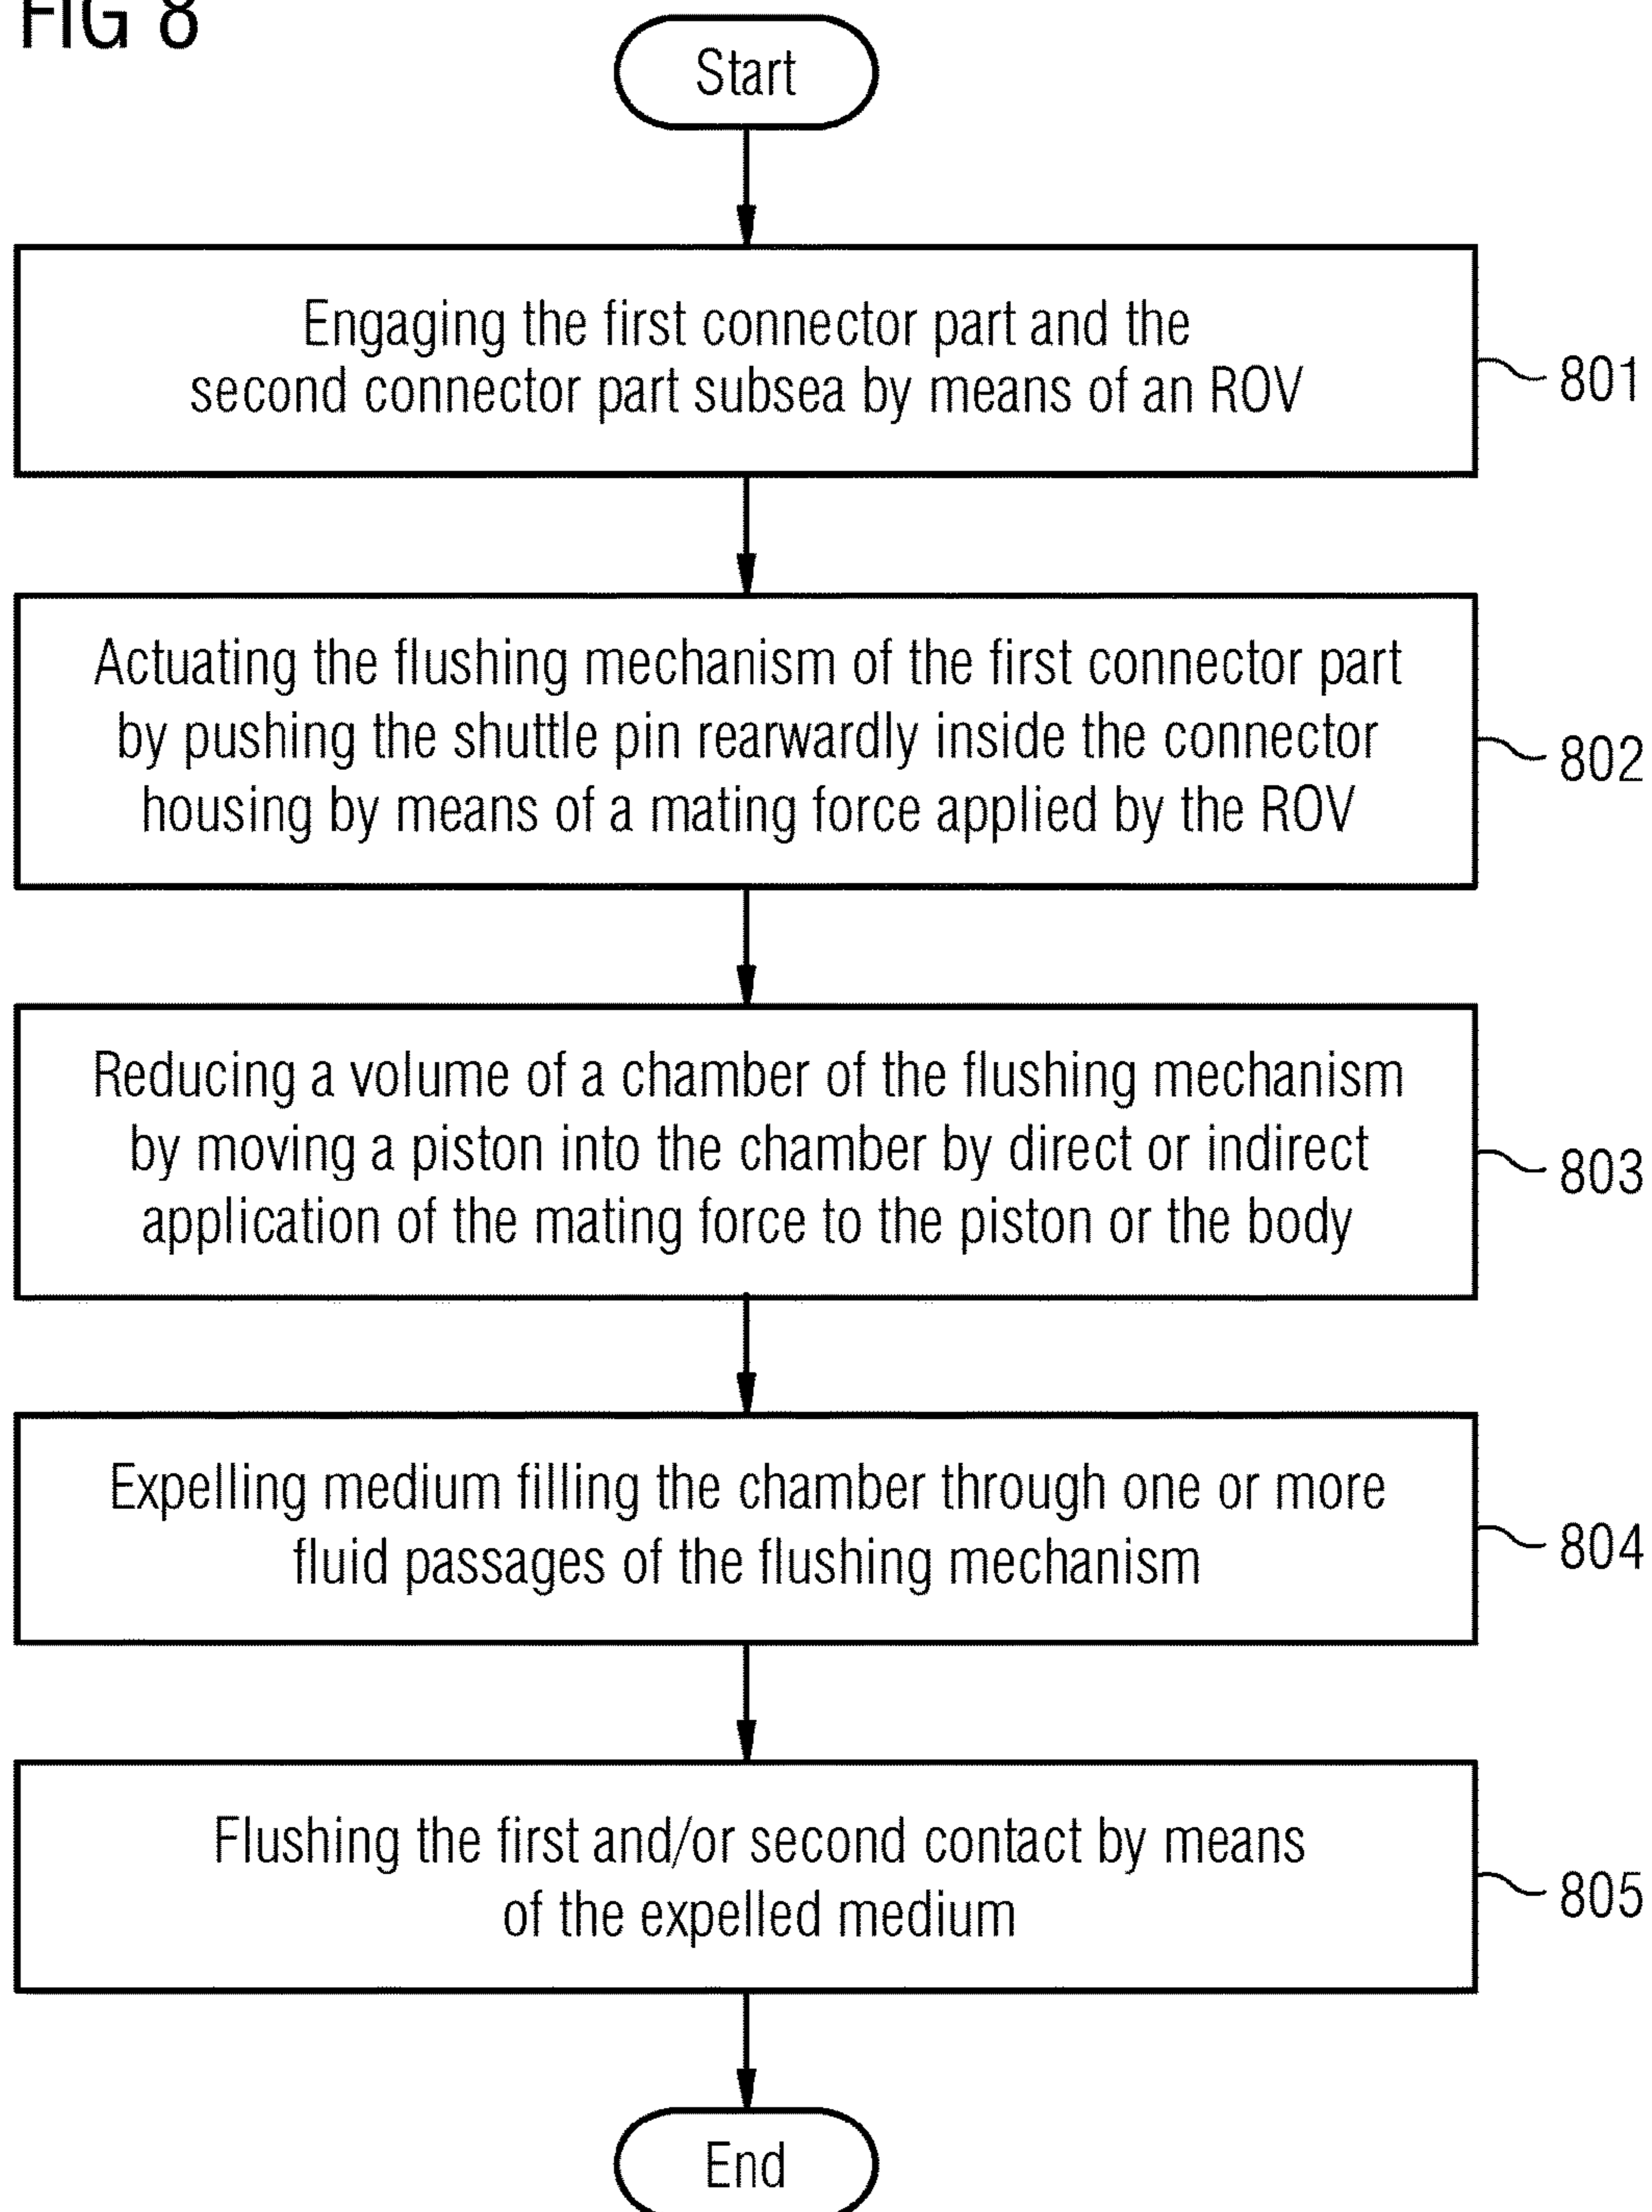 FIG 8
Start
Engaging the first connector part and the
second connector part subsea by means of an ROV
801
Actuating the flushing mechanism of the first connector part
by pushing the shuttle pin rearwardly inside the connector
housing by means of a mating force applied by the ROV
802
Reducing a volume of a chamber of the flushing mechanism
by moving a piston into the chamber by direct or indirect
application of the mating force to the piston or the body
803
Expelling medium filling the chamber through one or more
fluid passages of the flushing mechanism
804
Flushing the first and/or second contact by means
of the expelled medium
805
End